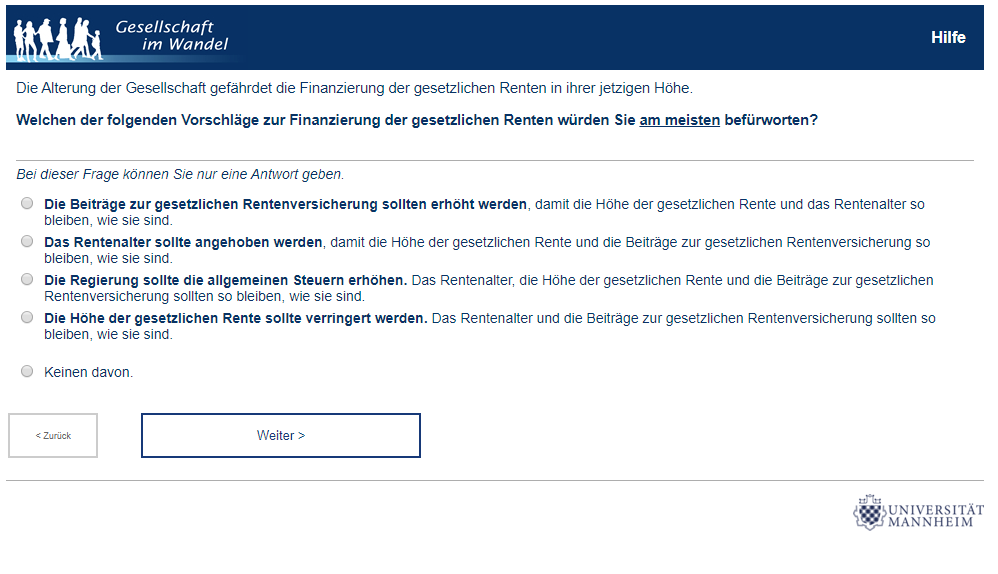 Gesellschaft
im Wandel
Hilfe
Die Alterung der Gesellschaft gefährdet die Finanzierung der gesetzlichen Renten in ihrer jetzigen Höhe.
Welchen der folgenden Vorschläge zur Finanzierung der gesetzlichen Renten würden Sie am meisten befürworten?
Bei dieser Frage können Sie nur eine Antwort geben.
Die Beiträge zur gesetzlichen Rentenversicherung sollten erhöht werden, damit die Höhe der gesetzlichen Rente und das Rentenalter so
bleiben, wie sie sind.
Das Rentenalter sollte angehoben werden, damit die Höhe der gesetzlichen Rente und die Beiträge zur gesetzlichen Rentenversicherung so
bleiben, wie sie sind.
Die Regierung sollte die allgemeinen Steuern erhöhen. Das Rentenalter, die Höhe der gesetzlichen Rente und die Beiträge zur gesetzlichen
Rentenversicherung sollten so bleiben, wie sie sind.
Die Höhe der gesetzlichen Rente sollte verringert werden. Das Rentenalter und die Beiträge zur gesetzlichen Rentenversicherung sollten so
bleiben, wie sie sind.
Keinen davon.
< Zurück
Weiter >
UNIVERSITÄT
MANNHEIM